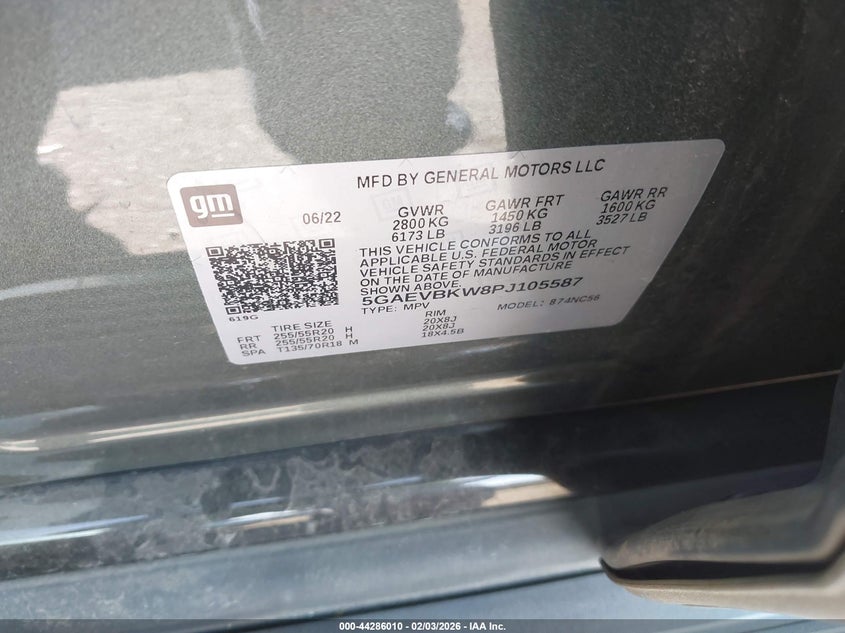 MFD BY GENERAL MOTORS LLC
gm
06/22
GVWR GAWR FRT GAWR RR
2800 KG 1450 KG 1600 KG
6173 LB 3196 LB 3527 LB
THIS VEHICLE CONFORMS TO ALL
APPLICABLE U.S. FEDERAL MOTOR
VEHICLE SAFETY STANDARDS IN EFFECT
ON THE DATE OF MANUFACTURE
SHOWN ABOVE.
5GAEVBKW8PJ105587
TYPE: MPV MODEL: 874NC56
619G
TIRE SIZE RIM
FRT 255/55R20 H 20X8J
RR 255/55R20 H 20X8J
SPA T135/70R18 M 18X4.5B
000-44286010 - 02/03/2026 - IAA Inc.